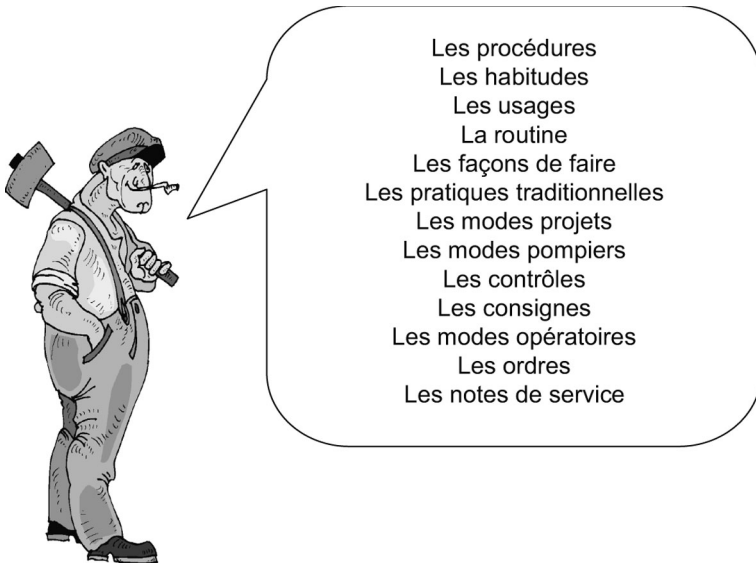 Les procédures
Les habitudes
Les usages
La routine
Les façons de faire
Les pratiques traditionnelles
Les modes projets
Les modes pompiers
Les contrôles
Les consignes
Les modes opératoires
Les ordres
Les notes de service